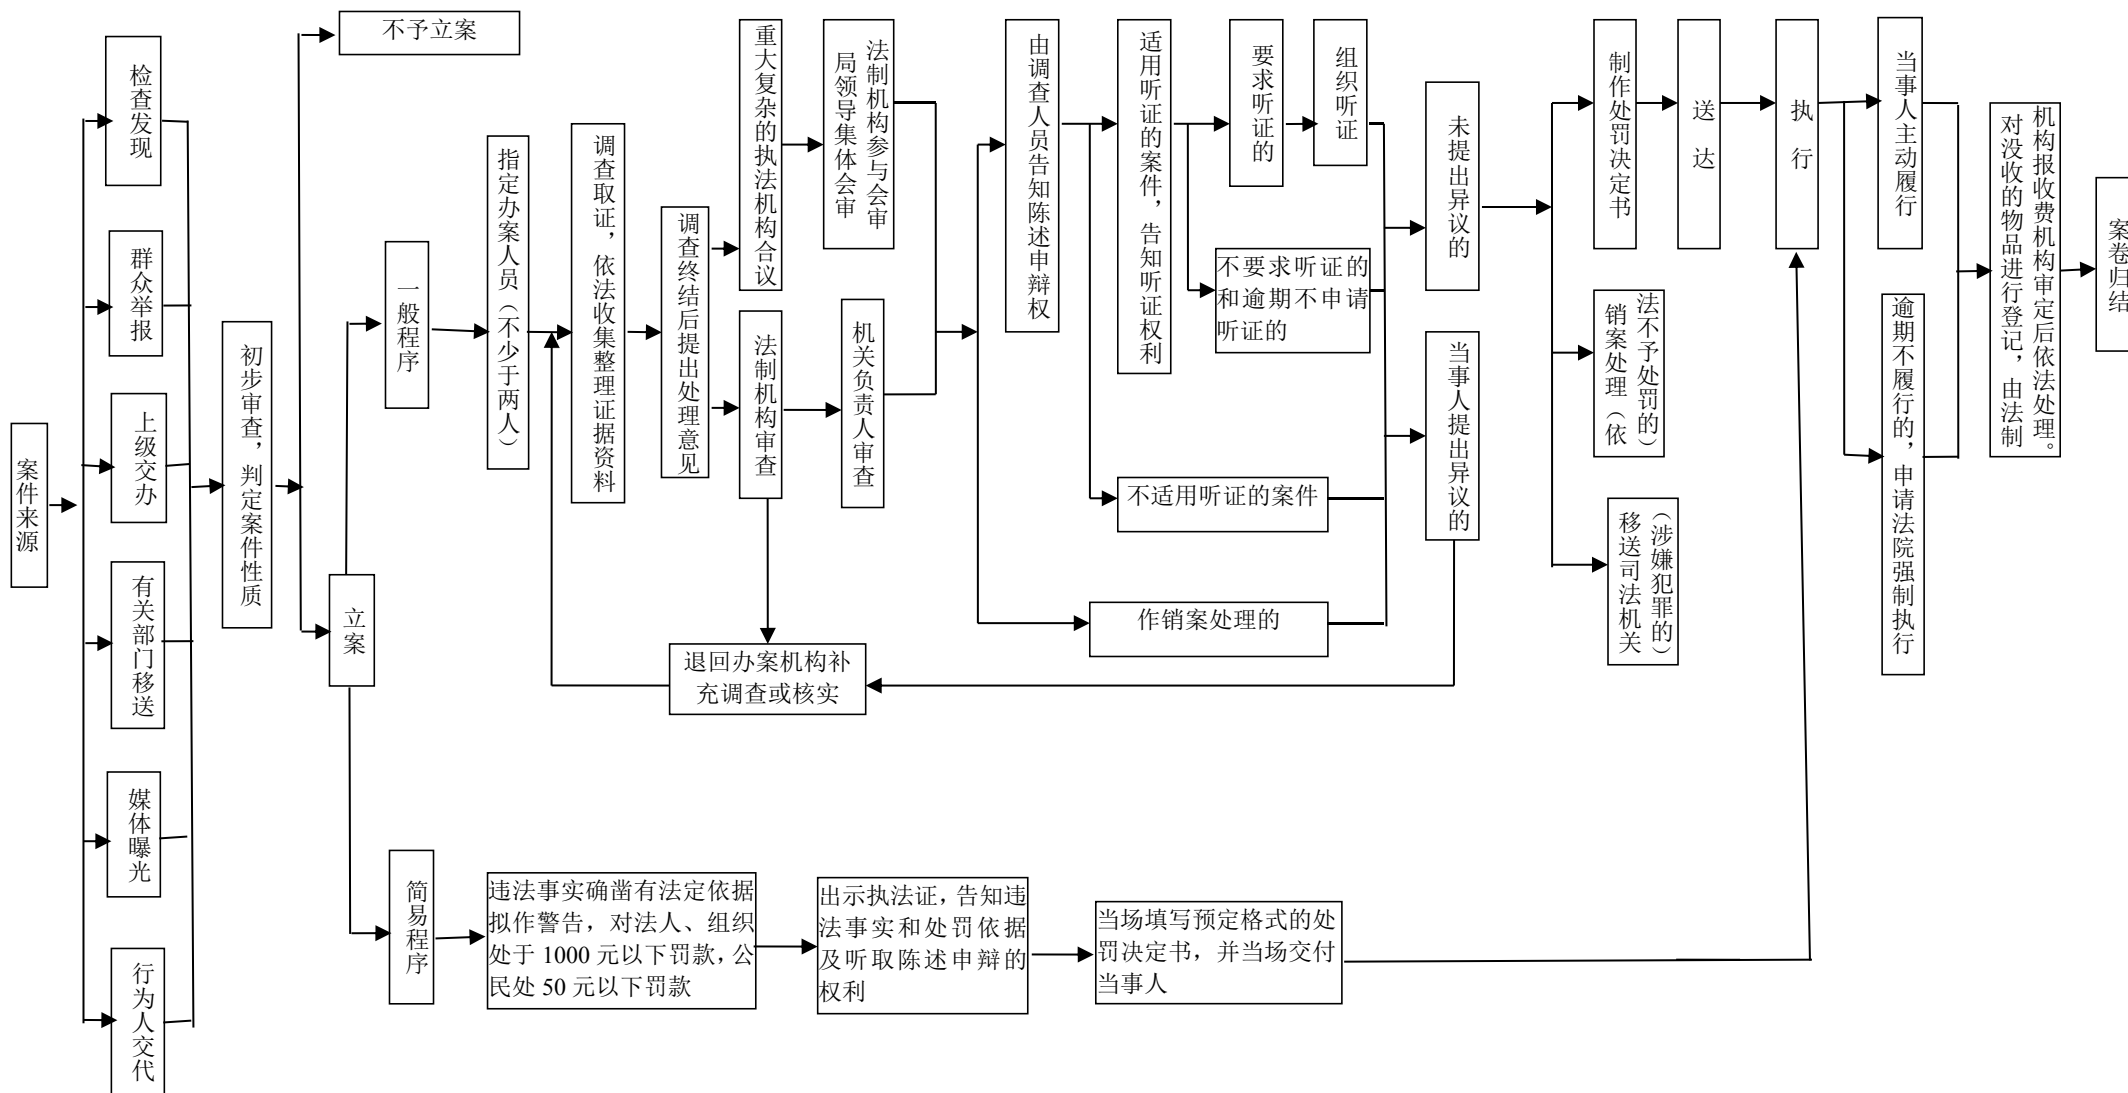 案件来源
检查发现
群众举报
上级交办
有关部门移送
媒体曝光
行为人交代
初步审查，判定案件性质
不予立案
立案
一般程序
指定办案人员（不少于两人）
调查取证，依法收集整理证据资料
调查终结后提出处理意见
重大复杂的执法机构合议
法制机构参与会审
局领导集体会审
法制机构审查
机关负责人审查
退回办案机构补
充调查或核实
由调查人员告知陈述申辩权
适用听证的案件，告知听证权利
要求听证的
组织听证
不要求听证的
和逾期不申请
听证的
不适用听证的案件
作销案处理的
未提出异议的
当事人提出异议的
制作处罚决定书
送达
执行
销案处理（依
法不予处罚的）
移送司法机关
（涉嫌犯罪的）
当事人主动履行
逾期不履行的，申请法院强制执行
对没收的物品进行登记，由法制
机构报收费机构审定后依法处理。
案卷归结
简易程序
违法事实确凿有法定依据
拟作警告，对法人、组织
处于 1000 元以下罚款，公
民处 50 元以下罚款
出示执法证，告知违
法事实和处罚依据
及听取陈述申辩的
权利
当场填写预定格式的处
罚决定书，并当场交付
当事人